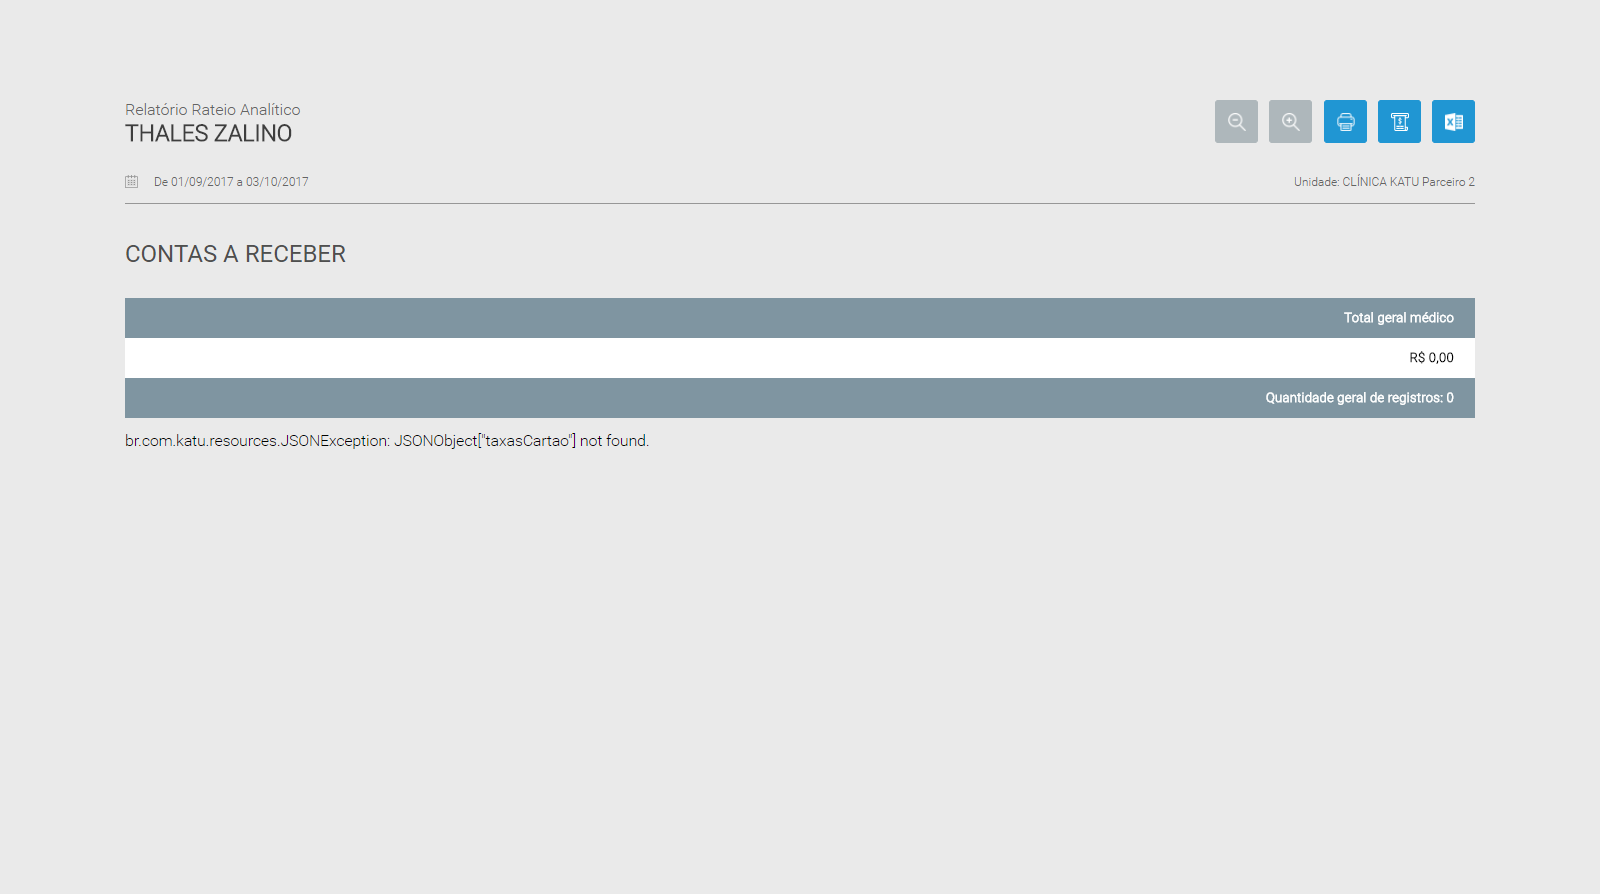 Relatório Rateio Analítico
THALES ZALINO
De 01/09/2017 a 03/10/2017
Unidade: CLÍNICA KATU Parceiro 2
CONTAS A RECEBER
Total geral médico
R$ 0,00
Quantidade geral de registros: 0
br.com.katu.resources.JSONException: JSONObject["taxasCartao"] not found.